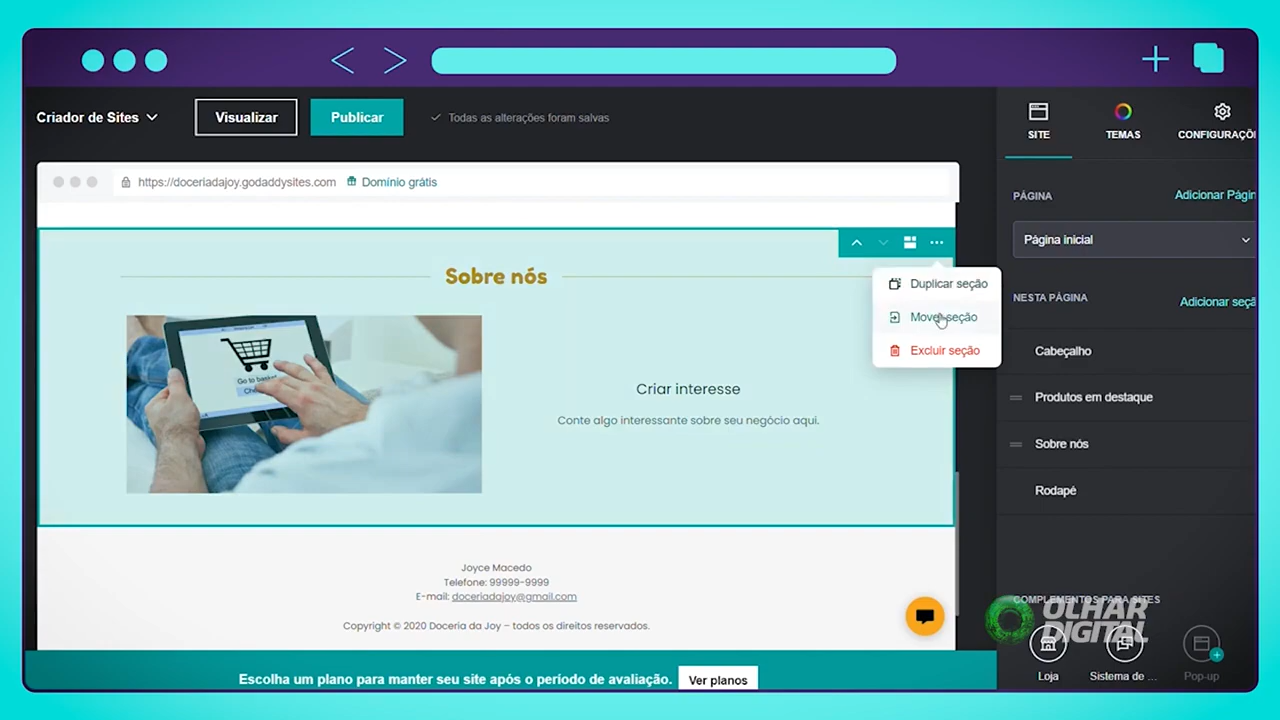 Criador de Sites
Visualizar
Publicar
Todas as alterações foram salvas
SITE
TEMAS
CONFIGURAÇÕ
https://doceriadajoy.godaddysites.com
Domínio grátis
PÁGINA
Adicionar Págin
Página inicial
NESTA PÁGINA
Adicionar seçã
Cabeçalho
Produtos em destaque
Sobre nós
Rodapé
Sobre nós
Duplicar seção
Mover seção
Excluir seção
Go to basket
Criar interesse
Conte algo interessante sobre seu negócio aqui.
Joyce Macedo
Telefone: 99999-9999
E-mail: doceriadajoy@gmail.com
Copyright © 2020 Doceria da Joy – todos os direitos reservados.
COMPLEMENTOS PARA SITES
OLHAR
DIGITAL
Loja
Sistema de ...
Pop-up
Escolha um plano para manter seu site após o período de avaliação.
Ver planos